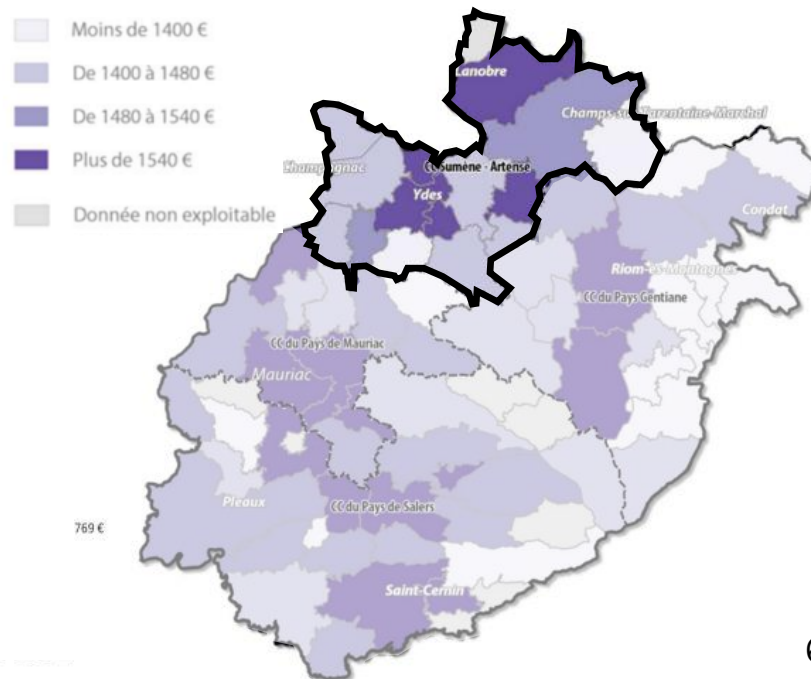 Moins de 1400 €
De 1400 à 1480 €
De 1480 à 1540 €
Plus de 1540 €
Donnée non exploitable
Lanobre
Champs-sur-Tarentaine-Marchal
Champagnac
CC Sumène - Artense
Ydes
Condat
Riom-ès-Montagnes
CC du Pays Gentiane
CC du Pays de Mauriac
Mauriac
Pleaux
CC du Pays de Salers
769 €
Saint-Cernin
6